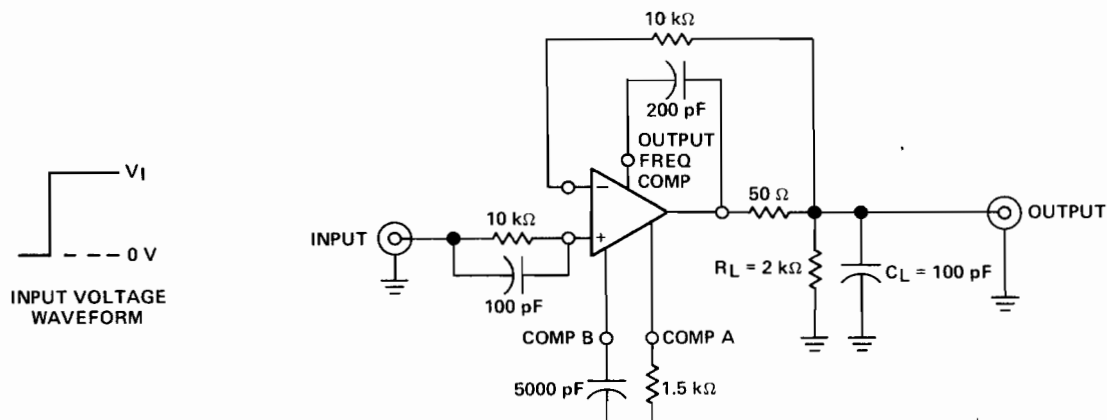 10 kΩ
200 pF
OUTPUT
FREQ
COMP
50 Ω
10 kΩ
INPUT
−
+
OUTPUT
VI
0 V
INPUT VOLTAGE
WAVEFORM
100 pF
RL = 2 kΩ
CL = 100 pF
COMP B
COMP A
5000 pF
1.5 kΩ